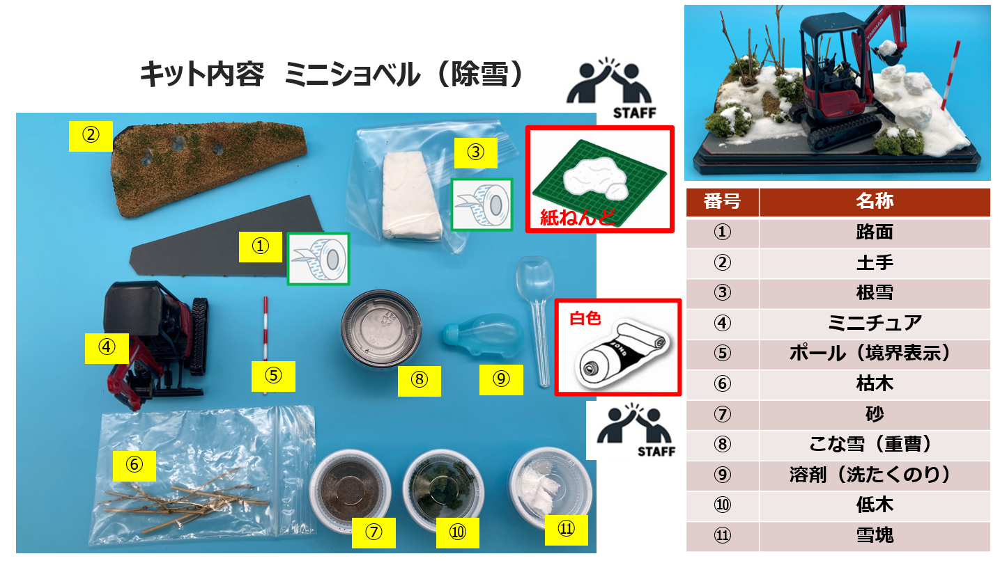 キット内容　ミニショベル（除雪）
STAFF
YANMAR
②
③
紙ねんど
①
④
⑤
⑧
⑨
白色
BOND
STAFF
⑥
⑦
⑩
⑪
番号 名称
① 路面
② 土手
③ 根雪
④ ミニチュア
⑤ ポール（境界表示）
⑥ 枯木
⑦ 砂
⑧ こな雪（重曹）
⑨ 溶剤（洗たくのり）
⑩ 低木
⑪ 雪塊